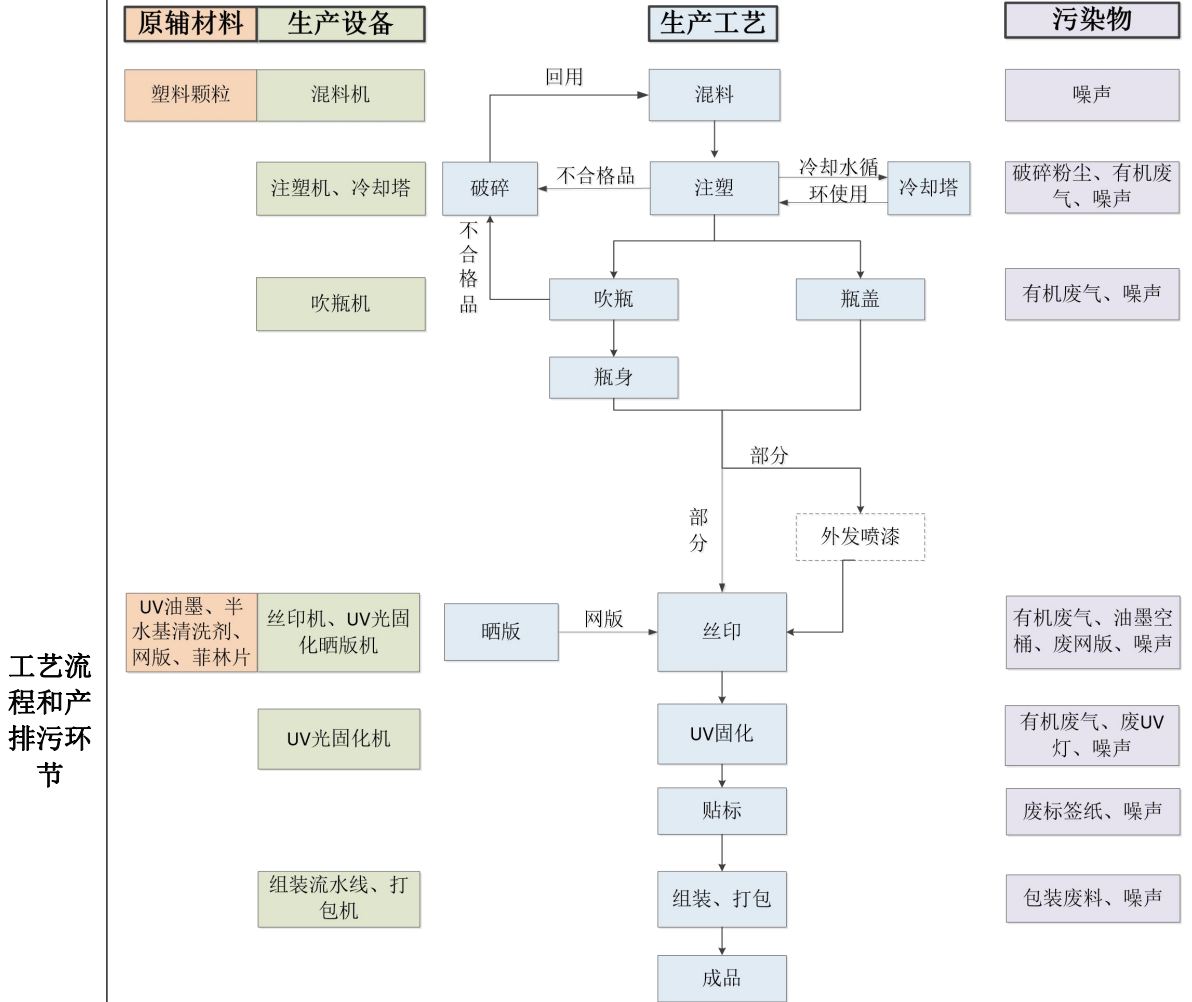 原辅材料
生产设备
生产工艺
污染物
塑料颗粒
混料机
回用
混料
噪声
注塑机、冷却塔
破碎
不合格品
注塑
冷却水循
环使用
冷却塔
破碎粉尘、有机废
气、噪声
不
合
格
品
吹瓶机
吹瓶
瓶盖
有机废气、噪声
瓶身
部分
部
分
外发喷漆
UV油墨、半
水基清洗剂、
网版、菲林片
丝印机、UV光固
化晒版机
晒版
网版
丝印
有机废气、油墨空
桶、废网版、噪声
工艺流
程和产
排污环
节
UV光固化机
UV固化
有机废气、废UV
灯、噪声
贴标
废标签纸、噪声
组装流水线、打
包机
组装、打包
包装废料、噪声
成品